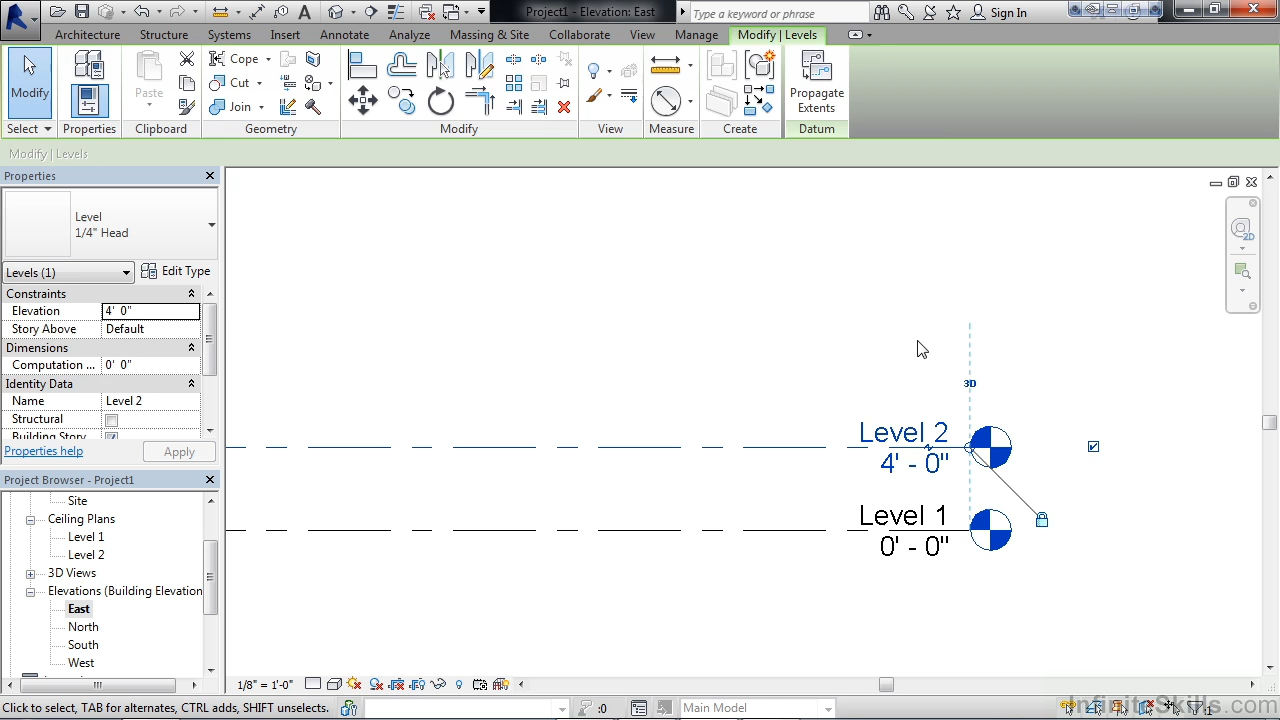 Project1 - Elevation: East
Type a keyword or phrase
Sign In
Architecture Structure Systems Insert Annotate Analyze Massing & Site Collaborate View Manage Modify | Levels
Modify
Paste
Cope
Cut
Join
Propagate
Extents
Select Properties Clipboard Geometry Modify View Measure Create Datum
Modify | Levels
Properties
Level
1/4" Head
Levels (1) Edit Type
Constraints
Elevation 4' 0"
Story Above Default
Dimensions
Computation ... 0' 0"
Identity Data
Name Level 2
Structural
Building Story
Properties help Apply
Project Browser - Project1
Site
Ceiling Plans
Level 1
Level 2
3D Views
Elevations (Building Elevation
East
North
South
West
2D
3D
Level 2
4' - 0"
Level 1
0' - 0"
1/8" = 1'-0"
Click to select, TAB for alternates, CTRL adds, SHIFT unselects.
:0
Main Model
:1
InfiniteSkills.com